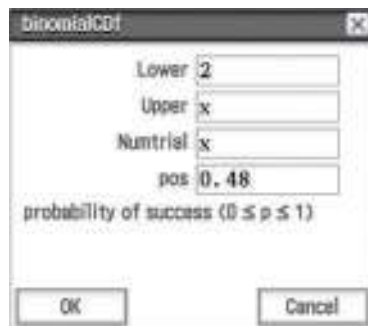 binomialCDf
Lower 2
Upper x
Numtrial x
pos 0.48
probability of success (0 ≤ p ≤ 1)
OK Cancel